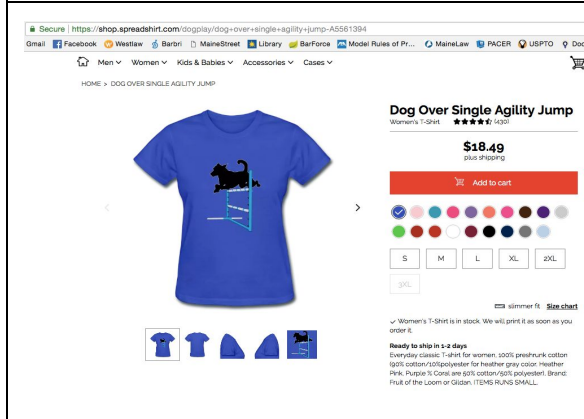 Secure | https://shop.spreadshirt.com/dogplay/dog+over+single+agility+jump-A5561394
Gmail Facebook Westlaw Barbri MaineStreet Library BarForce Model Rules of Pr... MaineLaw PACER USPTO Doc
Men Women Kids & Babies Accessories Cases
HOME > DOG OVER SINGLE AGILITY JUMP
Dog Over Single Agility Jump
Women's T-Shirt (430)
$18.49
plus shipping
Add to cart
S M L XL 2XL
3XL
slimmer fit Size chart
✓ Women's T-Shirt is in stock. We will print it as soon as you
order it.
Ready to ship in 1-2 days
Everyday classic T-shirt for women, 100% preshrunk cotton
(90% cotton/10%polyester for heather gray color. Heather
Pink, Purple % Coral are 50% cotton/50% polyester). Brand:
Fruit of the Loom or Gildan. ITEMS RUNS SMALL.